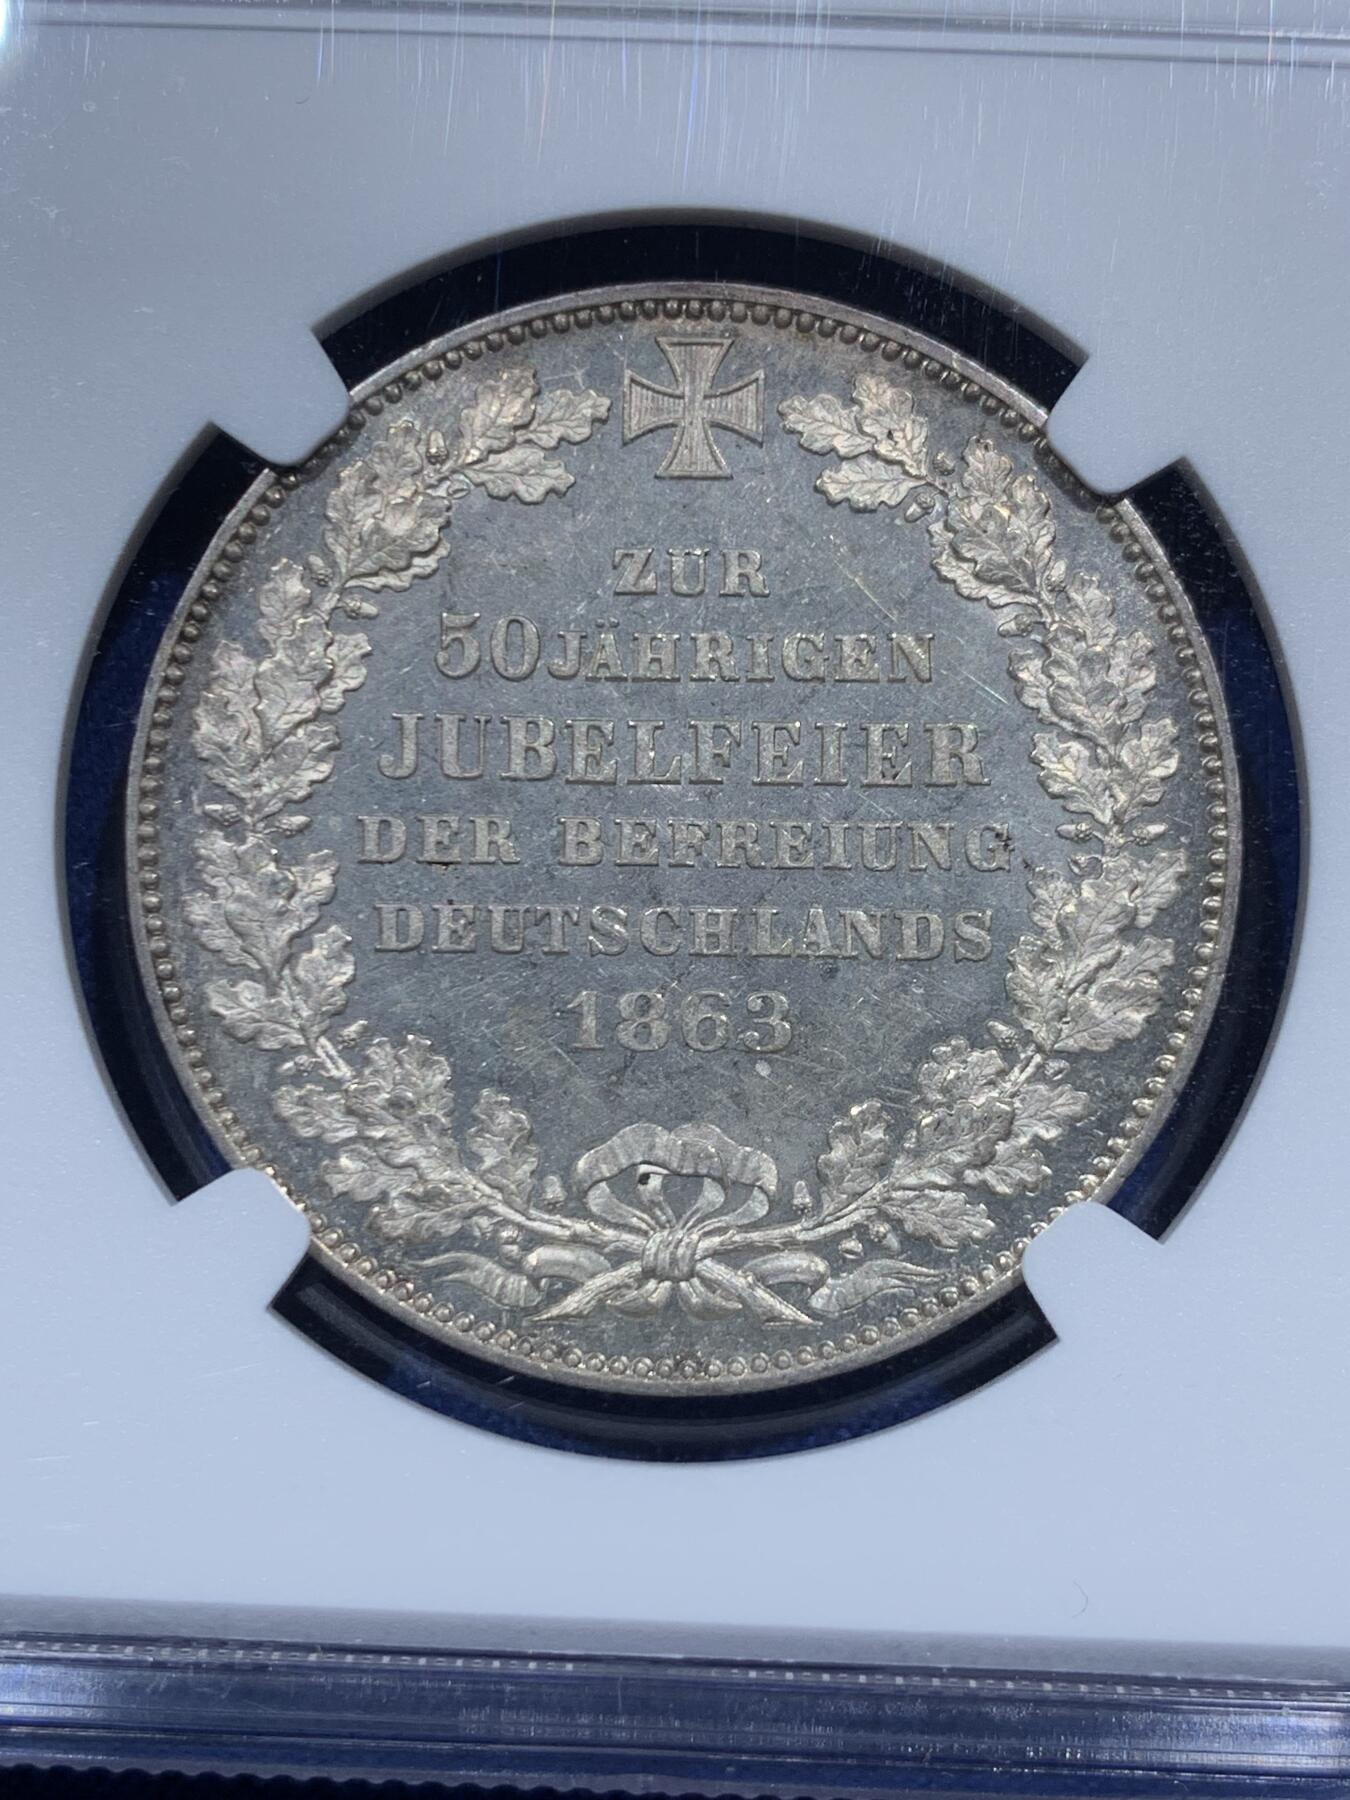 ZUR
50JÄHRIGEN
JUBELFEIER
DER BEFREIUNG
DEUTSCHLANDS
1863